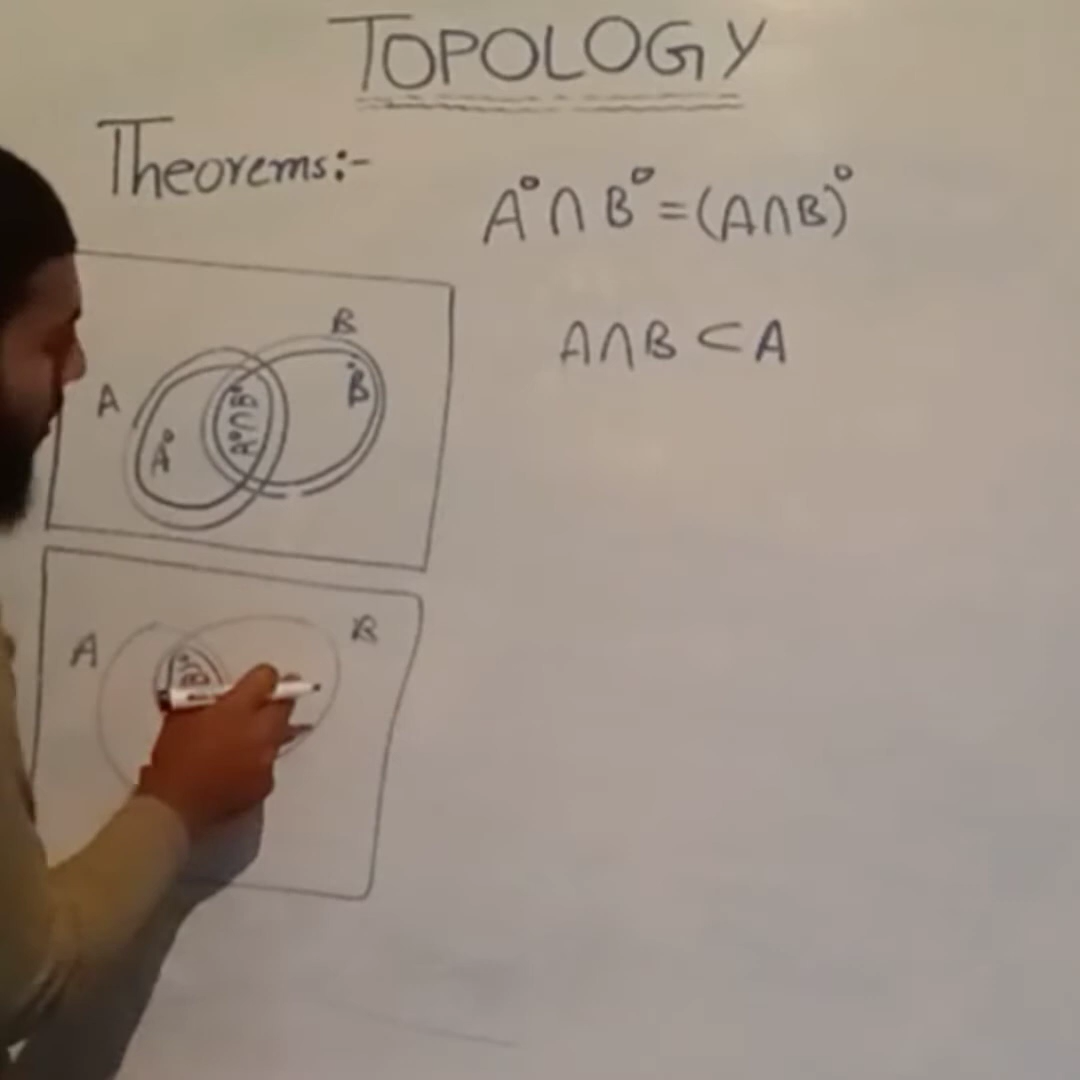 TOPOLOGY
Theorems:-
A° ∩ B° = (A∩B)°
A∩B ⊂ A
B
A
B°
A°
A°∩B°
A
B